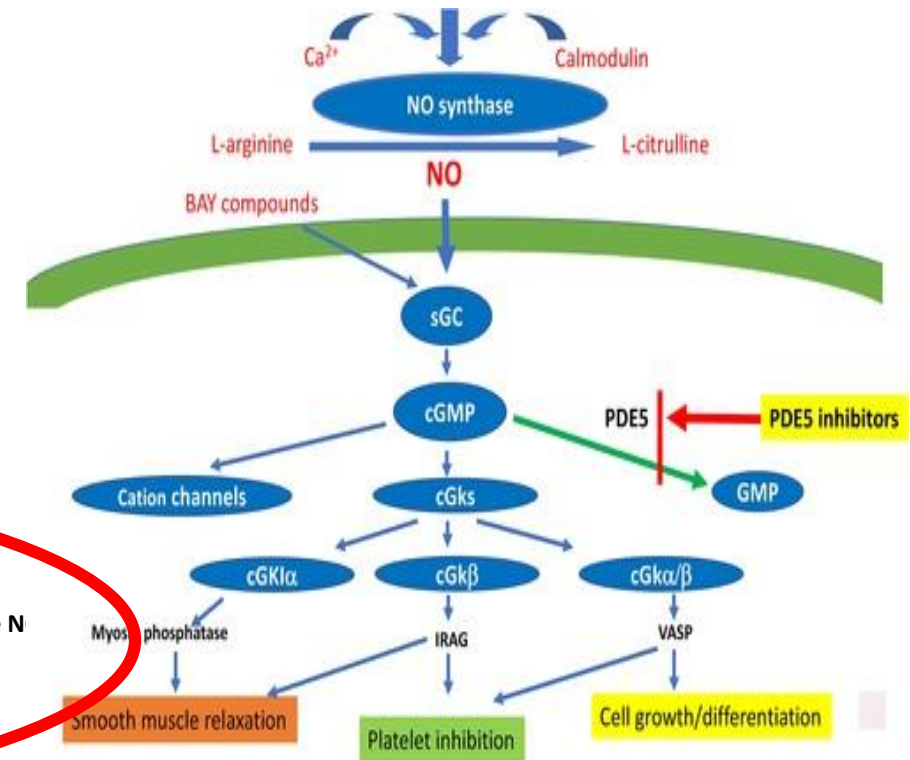 Ca²⁺
Calmodulin
NO synthase
L-arginine
L-citrulline
NO
BAY compounds
sGC
cGMP
PDE5
PDE5 inhibitors
Cation channels
cGks
GMP
cGKIα
cGkβ
cGkα/β
phosphatase
IRAG
VASP
Smooth muscle relaxation
Platelet inhibition
Cell growth/differentiation